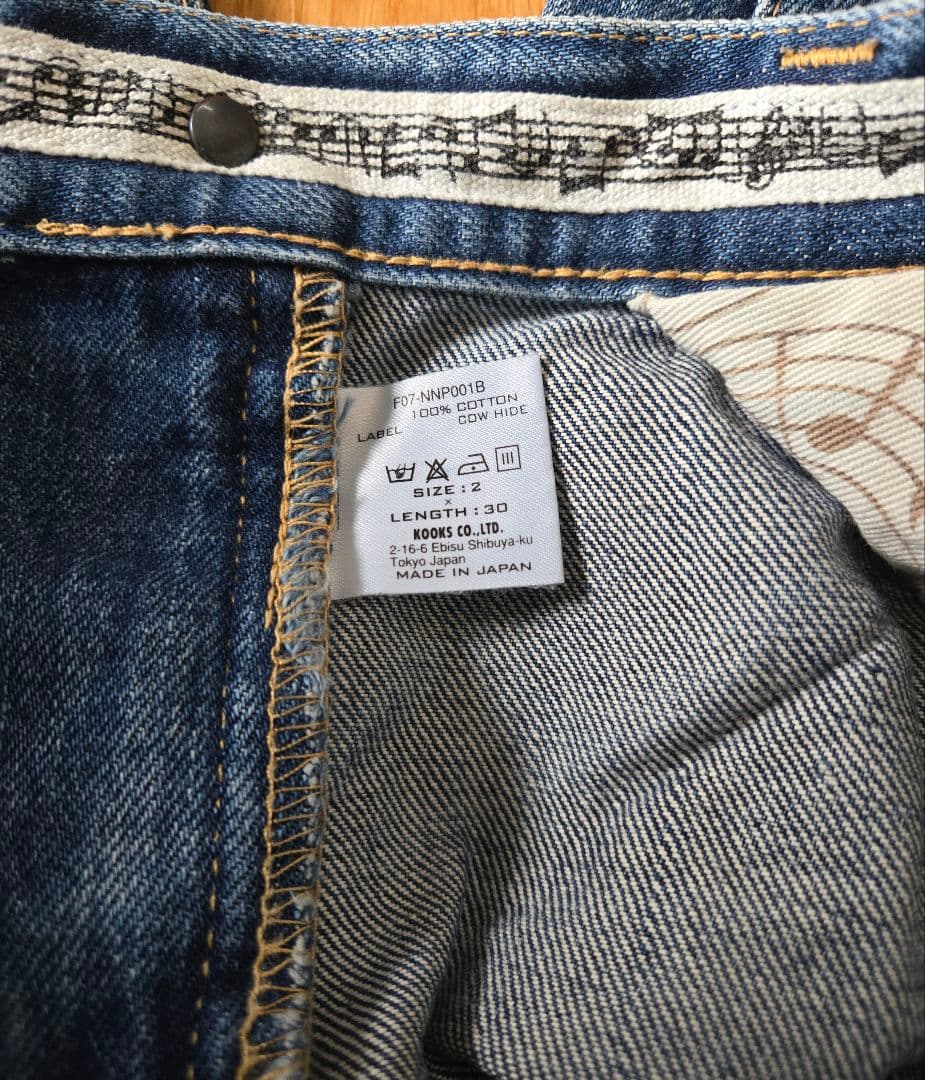 F07-NNP001B
100% COTTON
LABEL COW HIDE
SIZE : 2
x
LENGTH : 30
KOOKS CO.,LTD.
2-16-6 Ebisu Shibuya-ku
Tokyo Japan
MADE IN JAPAN